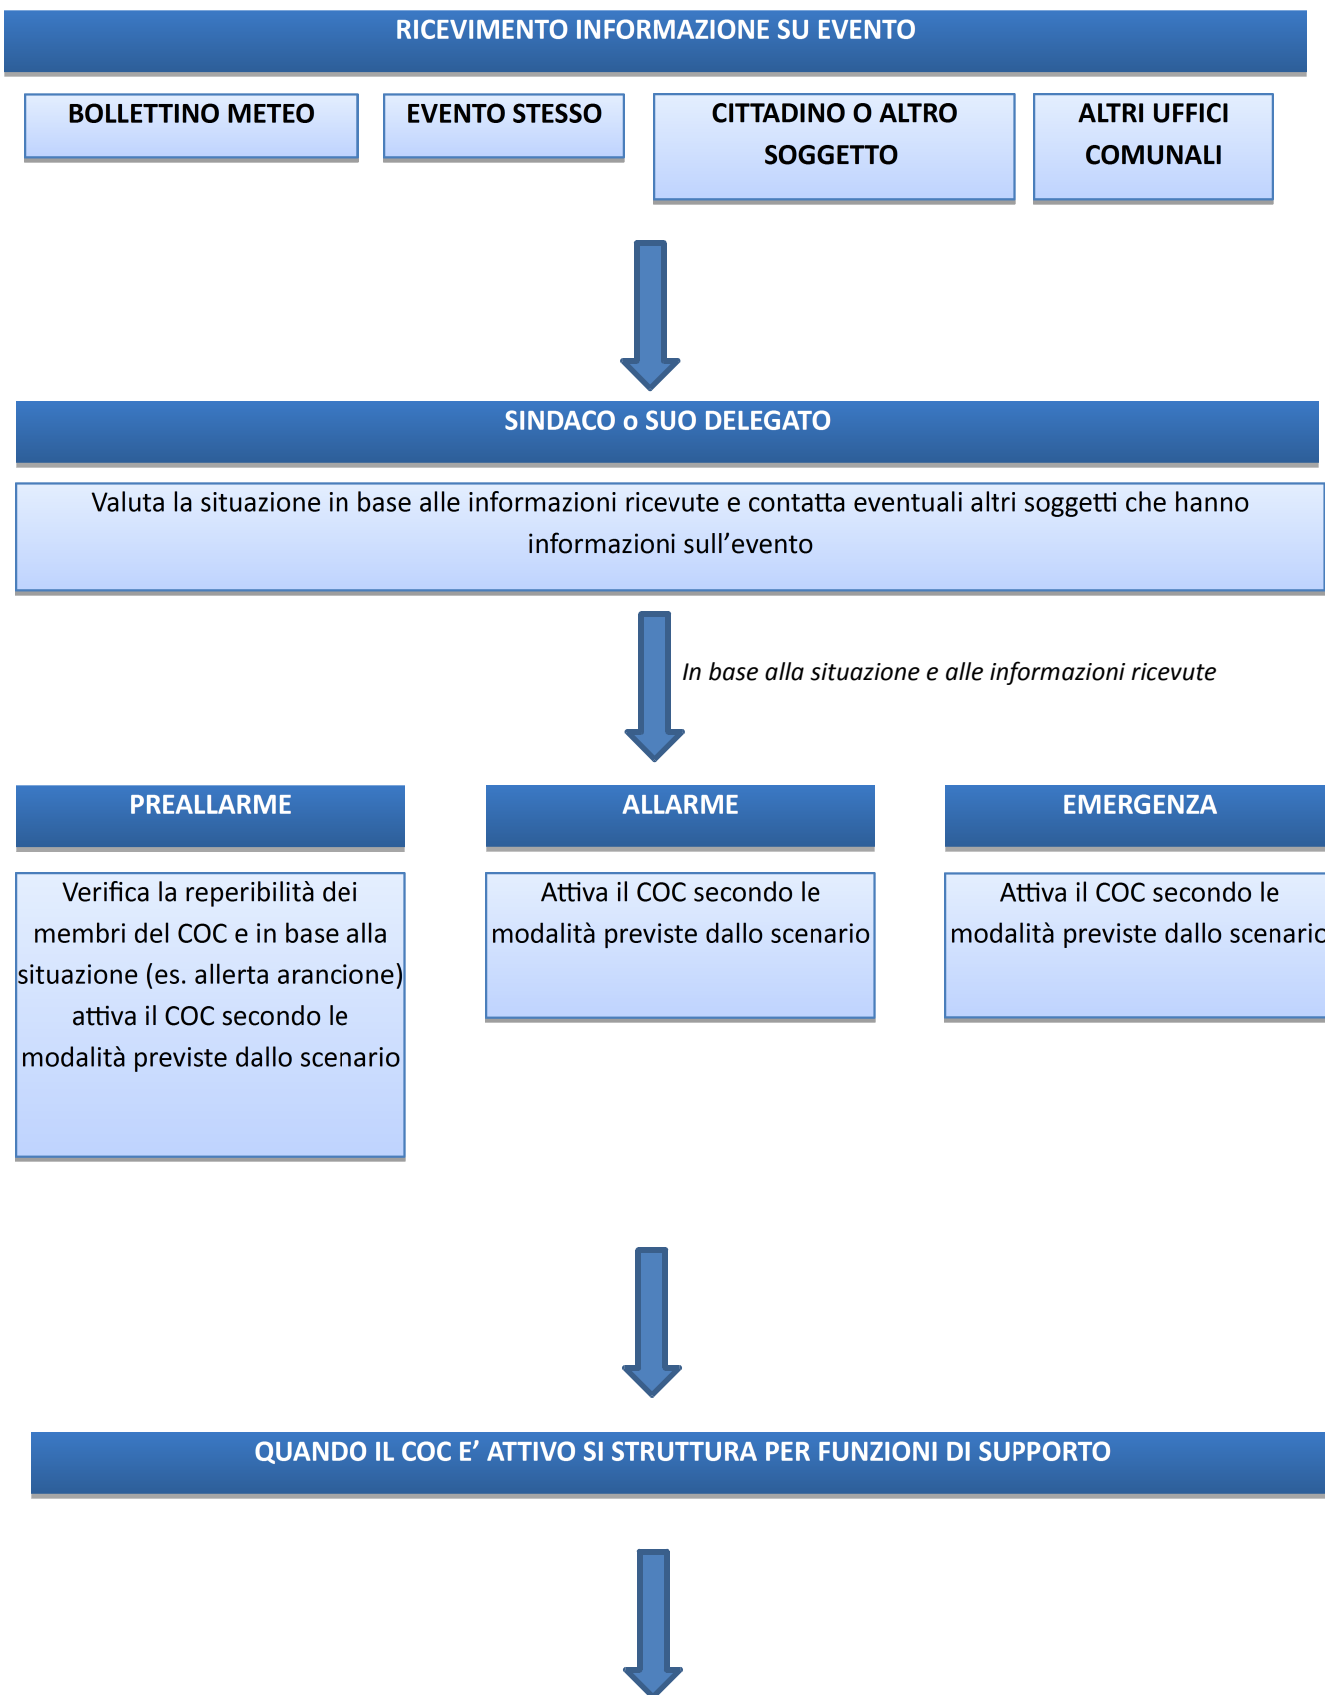 RICEVIMENTO INFORMAZIONE SU EVENTO
BOLLETTINO METEO
EVENTO STESSO
CITTADINO O ALTRO
SOGGETTO
ALTRI UFFICI
COMUNALI
SINDACO o SUO DELEGATO
Valuta la situazione in base alle informazioni ricevute e contatta eventuali altri soggetti che hanno
informazioni sull’evento
In base alla situazione e alle informazioni ricevute
PREALLARME
Verifica la reperibilità dei
membri del COC e in base alla
situazione (es. allerta arancione)
attiva il COC secondo le
modalità previste dallo scenario
ALLARME
Attiva il COC secondo le
modalità previste dallo scenario
EMERGENZA
Attiva il COC secondo le
modalità previste dallo scenario
QUANDO IL COC E’ ATTIVO SI STRUTTURA PER FUNZIONI DI SUPPORTO